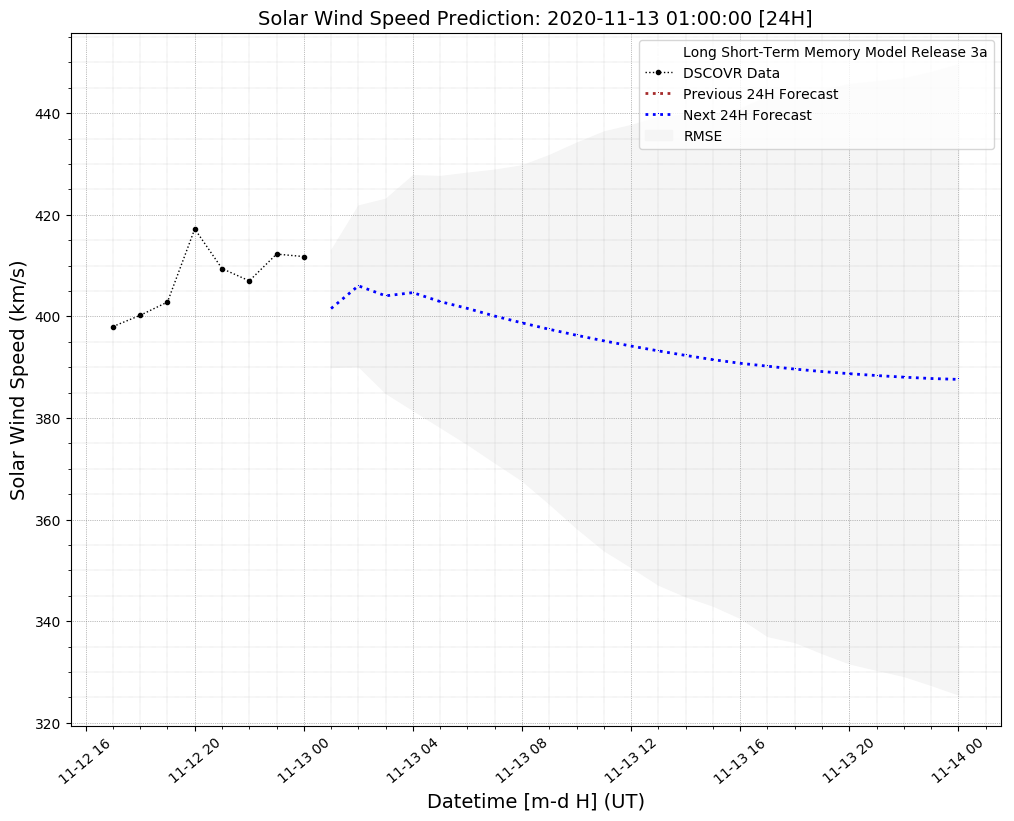 Solar Wind Speed Prediction: 2020-11-13 01:00:00 [24H]
Long Short-Term Memory Model Release 3a
DSCOVR Data
Previous 24H Forecast
Next 24H Forecast
RMSE
Solar Wind Speed (km/s)
440
420
400
380
360
340
320
11-12 16
11-12 20
11-13 00
11-13 04
11-13 08
11-13 12
11-13 16
11-13 20
11-14 00
Datetime [m-d H] (UT)